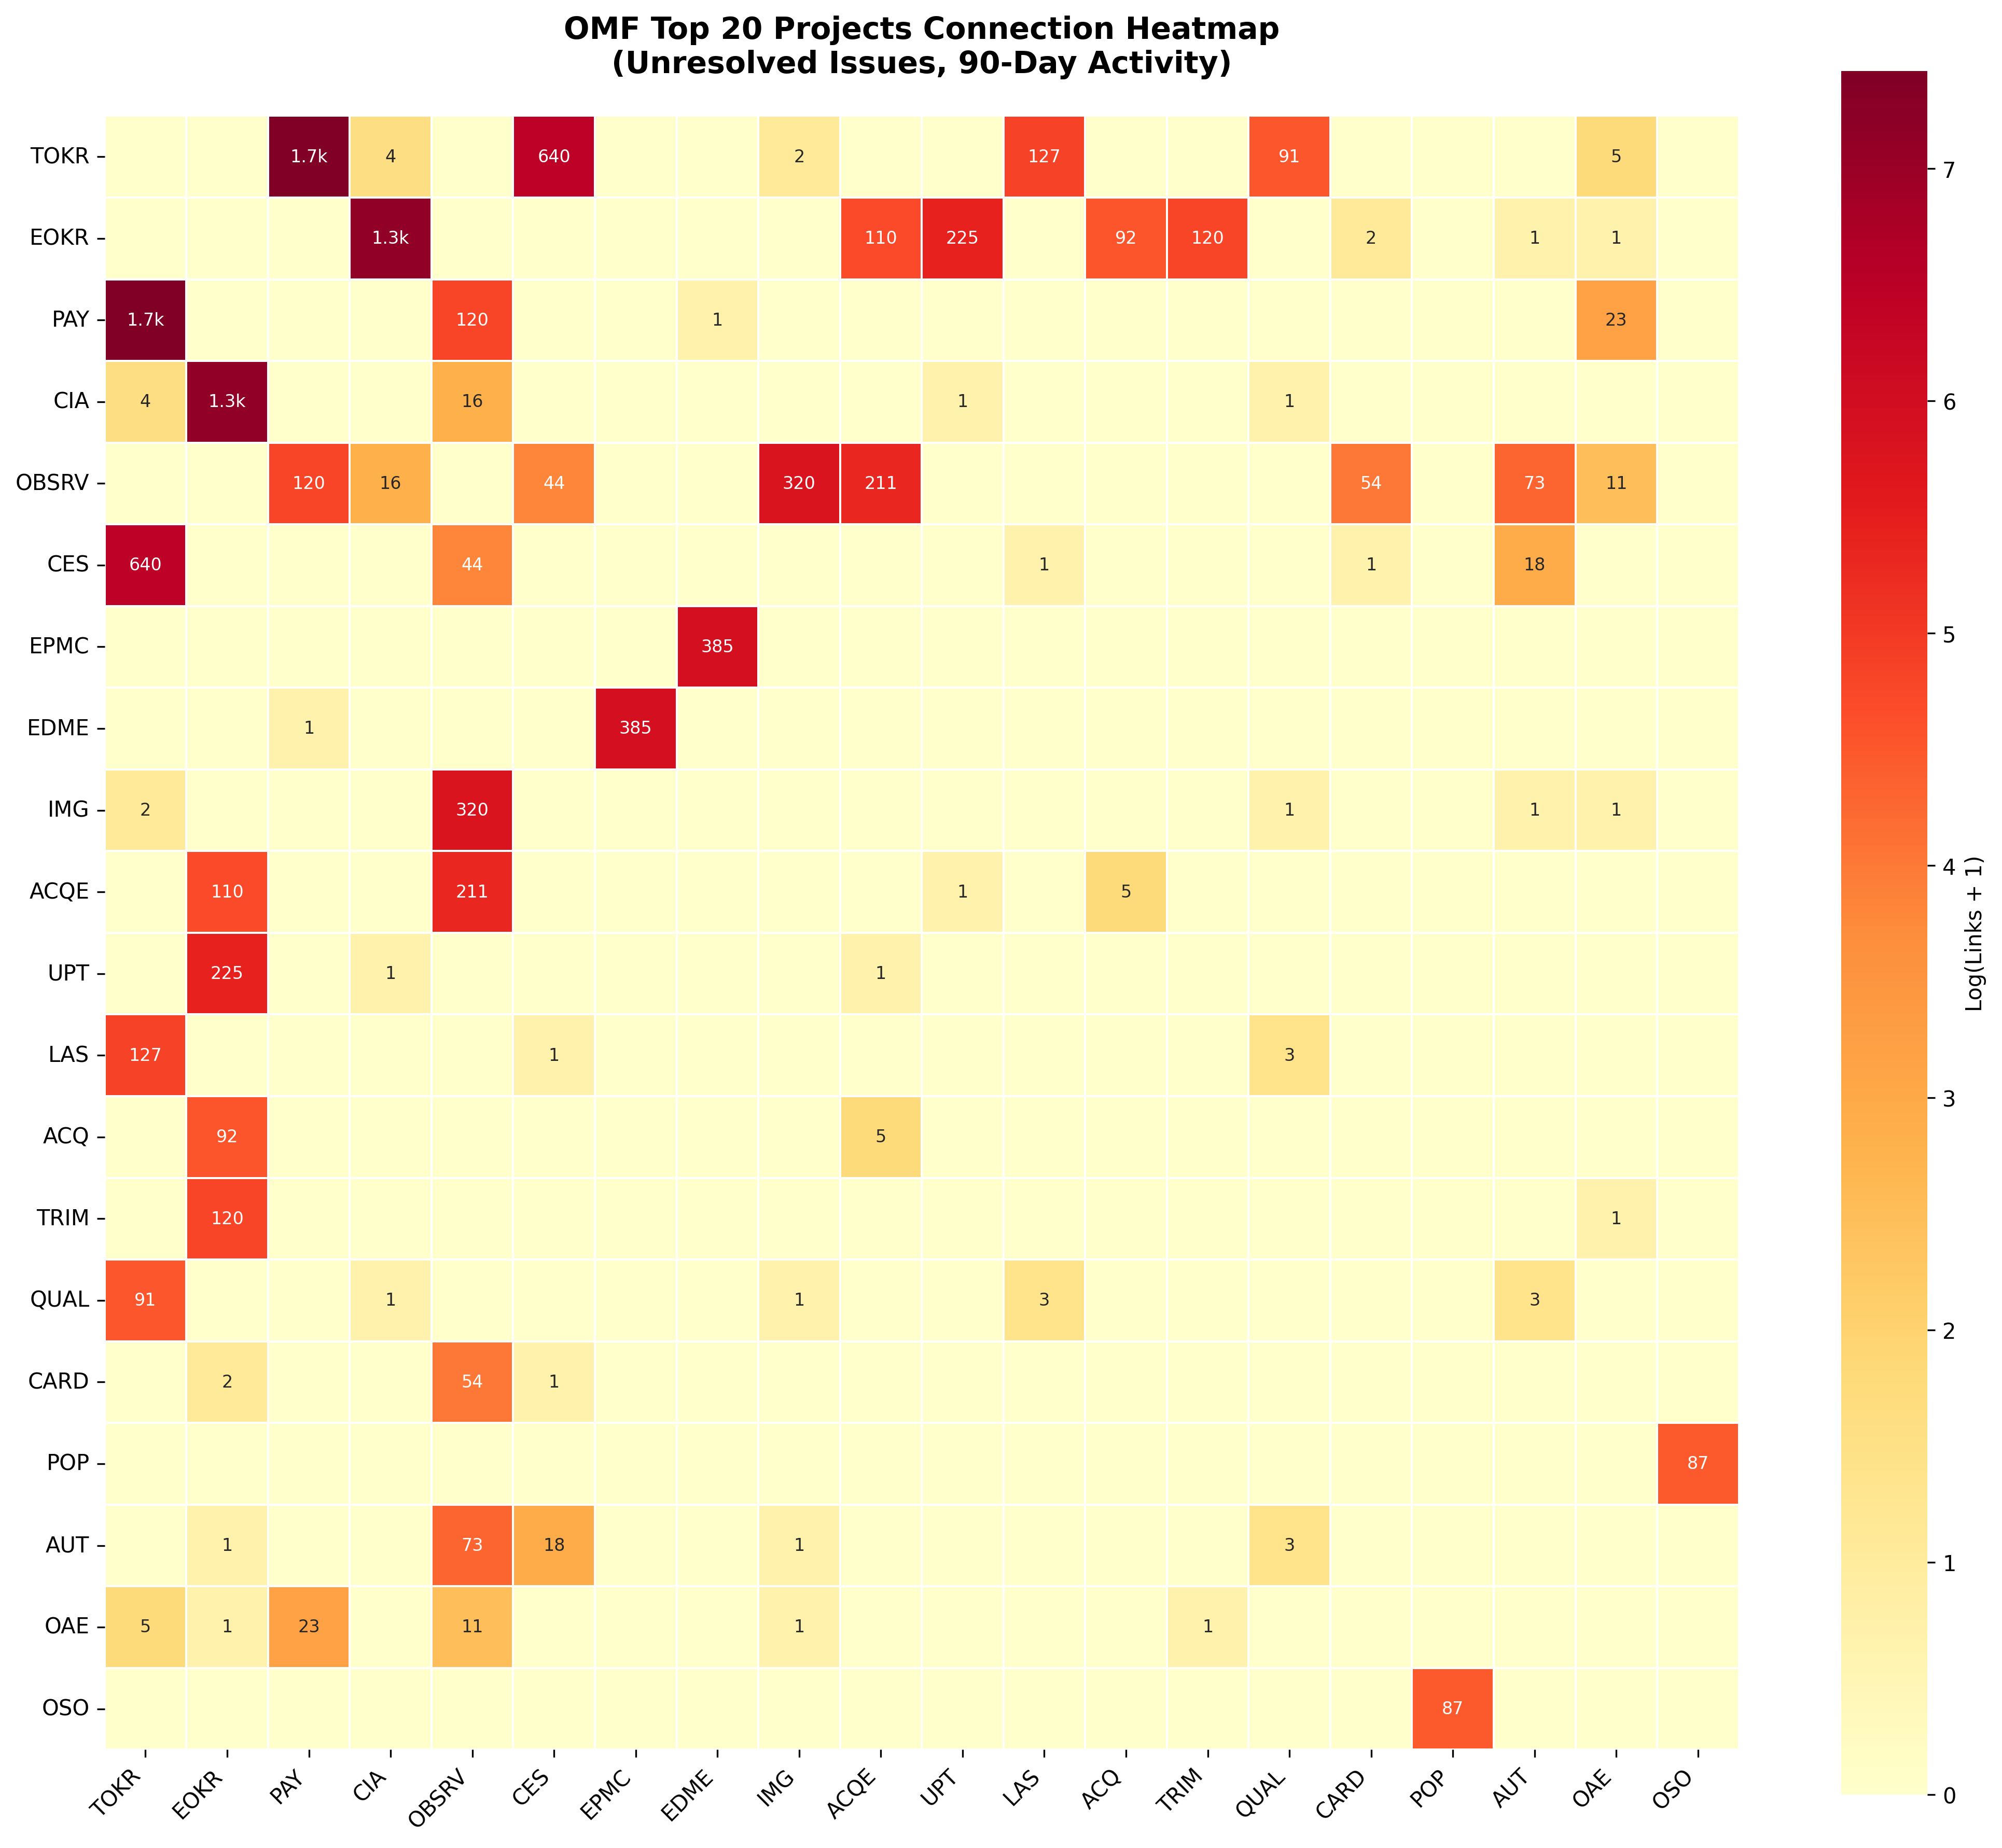 OMF Top 20 Projects Connection Heatmap
(Unresolved Issues, 90-Day Activity)
TOKR 1.7k 4 640 2 127 91 5
EOKR 1.3k 110 225 92 120 2 1 1
PAY 1.7k 120 1 23
CIA 4 1.3k 16 1 1
OBSRV 120 16 44 320 211 54 73 11
CES 640 44 1 1 18
EPMC 385
EDME 1 385
IMG 2 320 1 1 1
ACQE 110 211 1 5
UPT 225 1 1
LAS 127 1 3
ACQ 92 5
TRIM 120 1
QUAL 91 1 1 3 3
CARD 2 54 1
POP 87
AUT 1 73 18 1 3
OAE 5 1 23 11 1 1
OSO 87
TOKR EOKR PAY CIA OBSRV CES EPMC EDME IMG ACQE UPT LAS ACQ TRIM QUAL CARD POP AUT OAE OSO
7
6
5
4
3
2
1
0
Log(Links + 1)